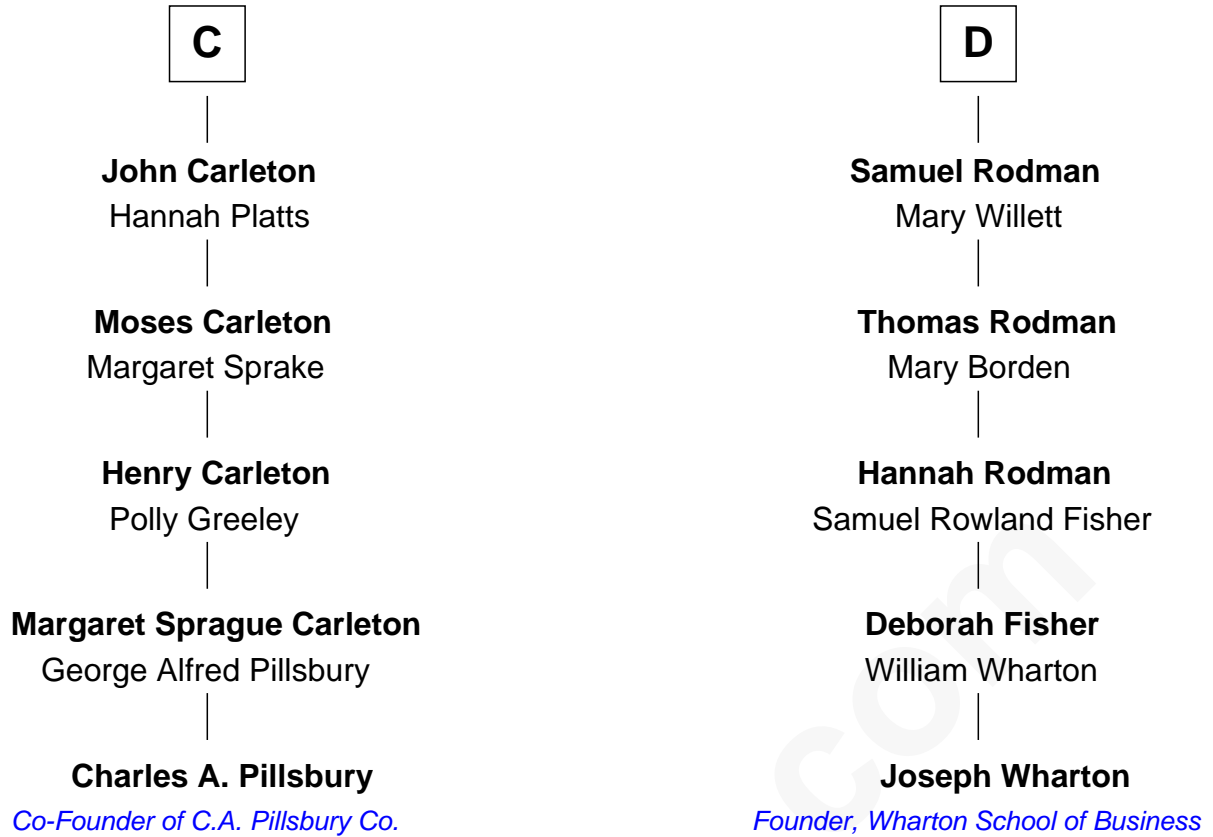 C
John Carleton
Hannah Platts
Moses Carleton
Margaret Sprake
Henry Carleton
Polly Greeley
Margaret Sprague Carleton
George Alfred Pillsbury
Charles A. Pillsbury
Co-Founder of C.A. Pillsbury Co.
D
Samuel Rodman
Mary Willett
Thomas Rodman
Mary Borden
Hannah Rodman
Samuel Rowland Fisher
Deborah Fisher
William Wharton
Joseph Wharton
Founder, Wharton School of Business
com